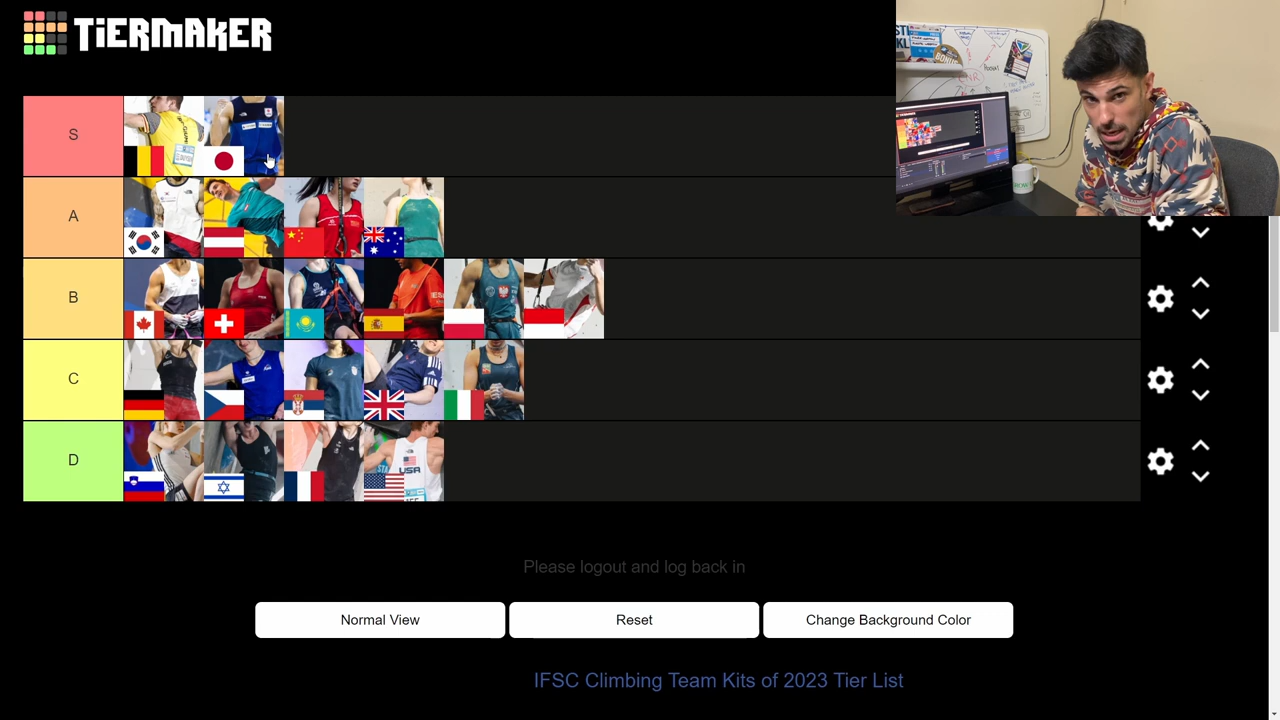 TiERMAKER
S
A
B
C
D
USA
Please logout and log back in
Normal View
Reset
Change Background Color
IFSC Climbing Team Kits of 2023 Tier List